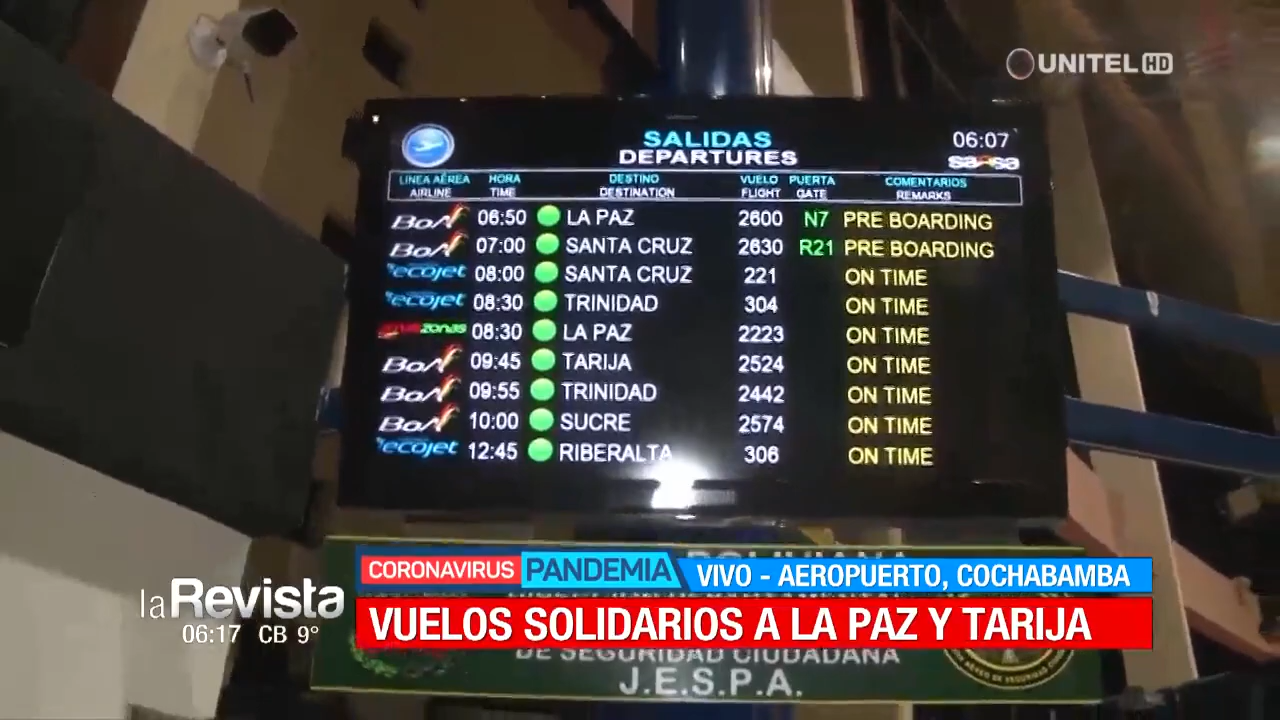 UNITEL HD
SALIDAS
DEPARTURES
06:07
sabsa
LINEA AÉREA HORA DESTINO VUELO PUERTA COMENTARIOS
AIRLINE TIME DESTINATION FLIGHT GATE REMARKS
BoA 06:50 LA PAZ 2600 N7 PRE BOARDING
BoA 07:00 SANTA CRUZ 2630 R21 PRE BOARDING
ecojet 08:00 SANTA CRUZ 221 ON TIME
ecojet 08:30 TRINIDAD 304 ON TIME
zonas 08:30 LA PAZ 2223 ON TIME
BoA 09:45 TARIJA 2524 ON TIME
BoA 09:55 TRINIDAD 2442 ON TIME
BoA 10:00 SUCRE 2574 ON TIME
ecojet 12:45 RIBERALTA 306 ON TIME
BOLIVIANA
CORONAVIRUS PANDEMIA VIVO - AEROPUERTO, COCHABAMBA
la Revista
VUELOS SOLIDARIOS A LA PAZ Y TARIJA
06:17 CB 9°
DE SEGURIDAD CIUDADANA
J.E.S.P.A.